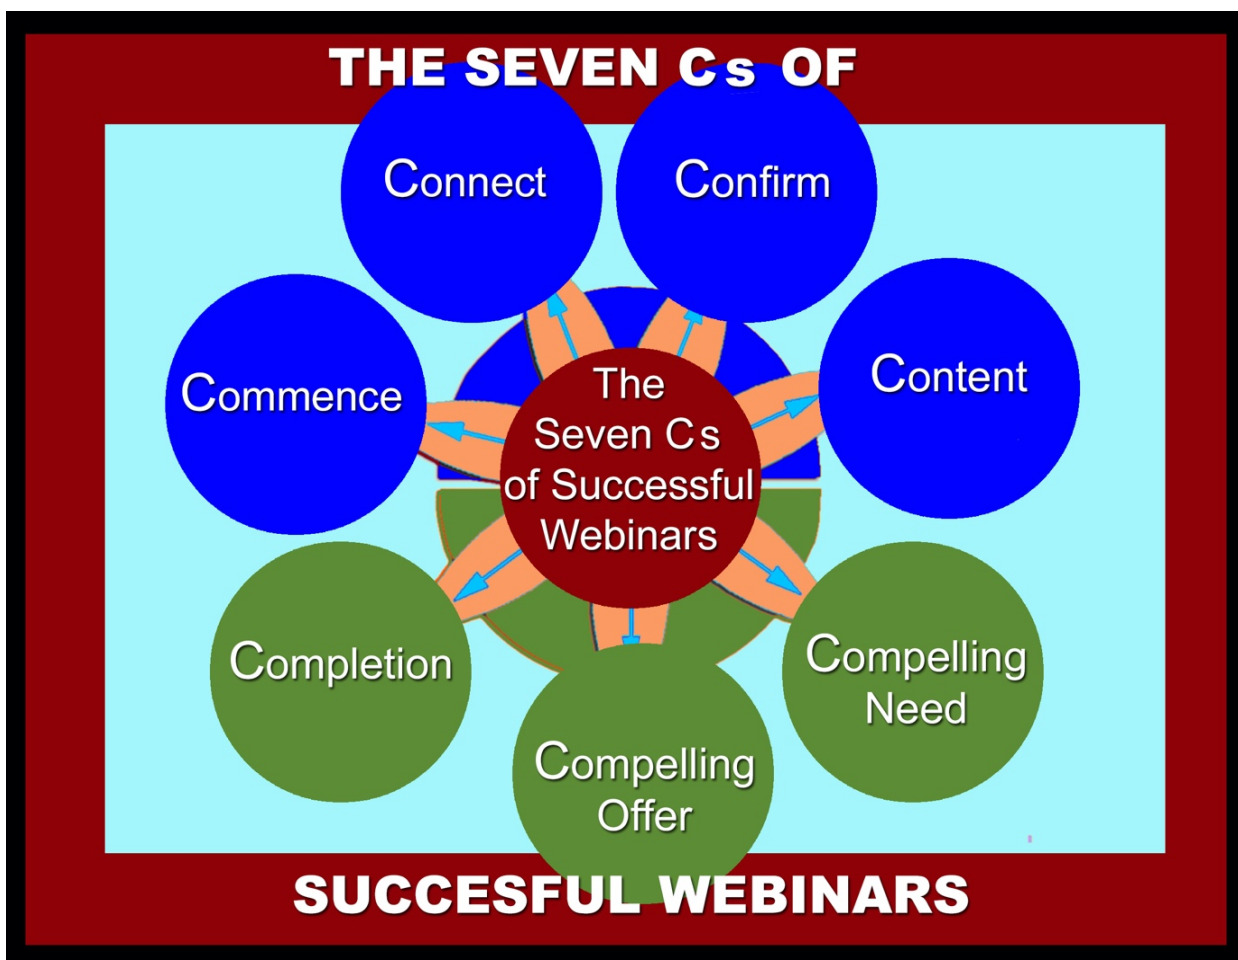 THE SEVEN Cs OF
Connect
Confirm
Commence
Content
The
Seven Cs
of Successful
Webinars
Completion
Compelling
Need
Compelling
Offer
SUCCESFUL WEBINARS